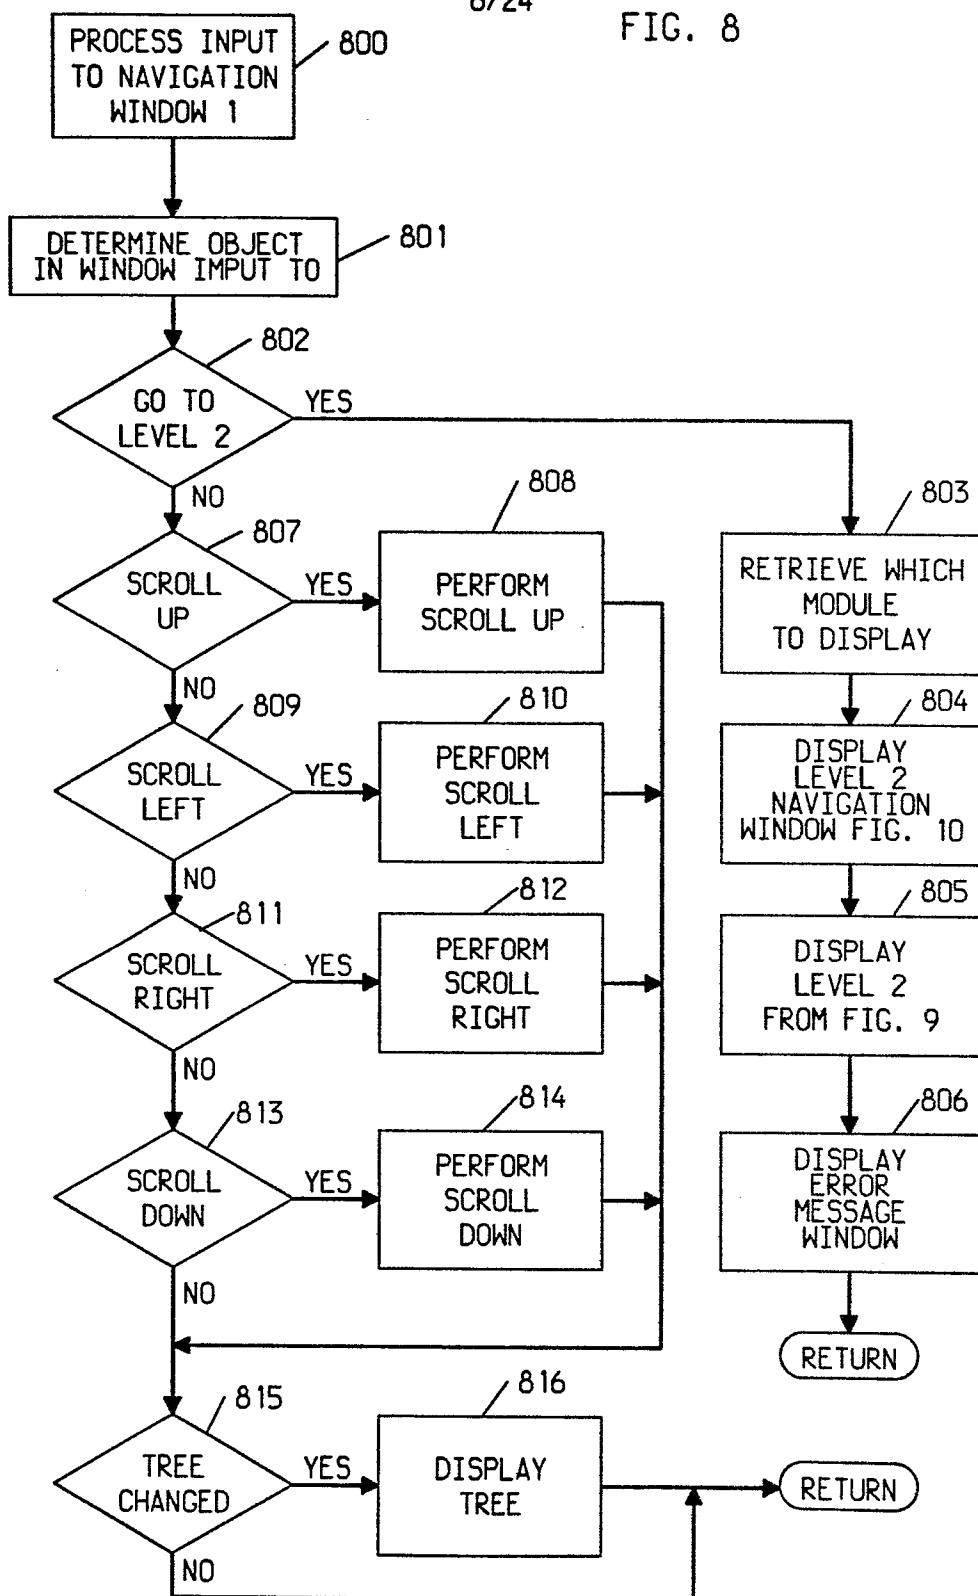 8/24
FIG. 8
PROCESS INPUT
TO NAVIGATION
WINDOW 1
800
DETERMINE OBJECT
IN WINDOW IMPUT TO
801
802
GO TO
LEVEL 2
YES
NO
803
RETRIEVE WHICH
MODULE
TO DISPLAY
807
SCROLL
UP
YES
NO
808
PERFORM
SCROLL UP
804
DISPLAY
LEVEL 2
NAVIGATION
WINDOW FIG. 10
809
SCROLL
LEFT
YES
NO
810
PERFORM
SCROLL
LEFT
805
DISPLAY
LEVEL 2
FROM FIG. 9
811
SCROLL
RIGHT
YES
NO
812
PERFORM
SCROLL
RIGHT
806
DISPLAY
ERROR
MESSAGE
WINDOW
RETURN
813
SCROLL
DOWN
YES
NO
814
PERFORM
SCROLL
DOWN
815
TREE
CHANGED
YES
NO
816
DISPLAY
TREE
RETURN